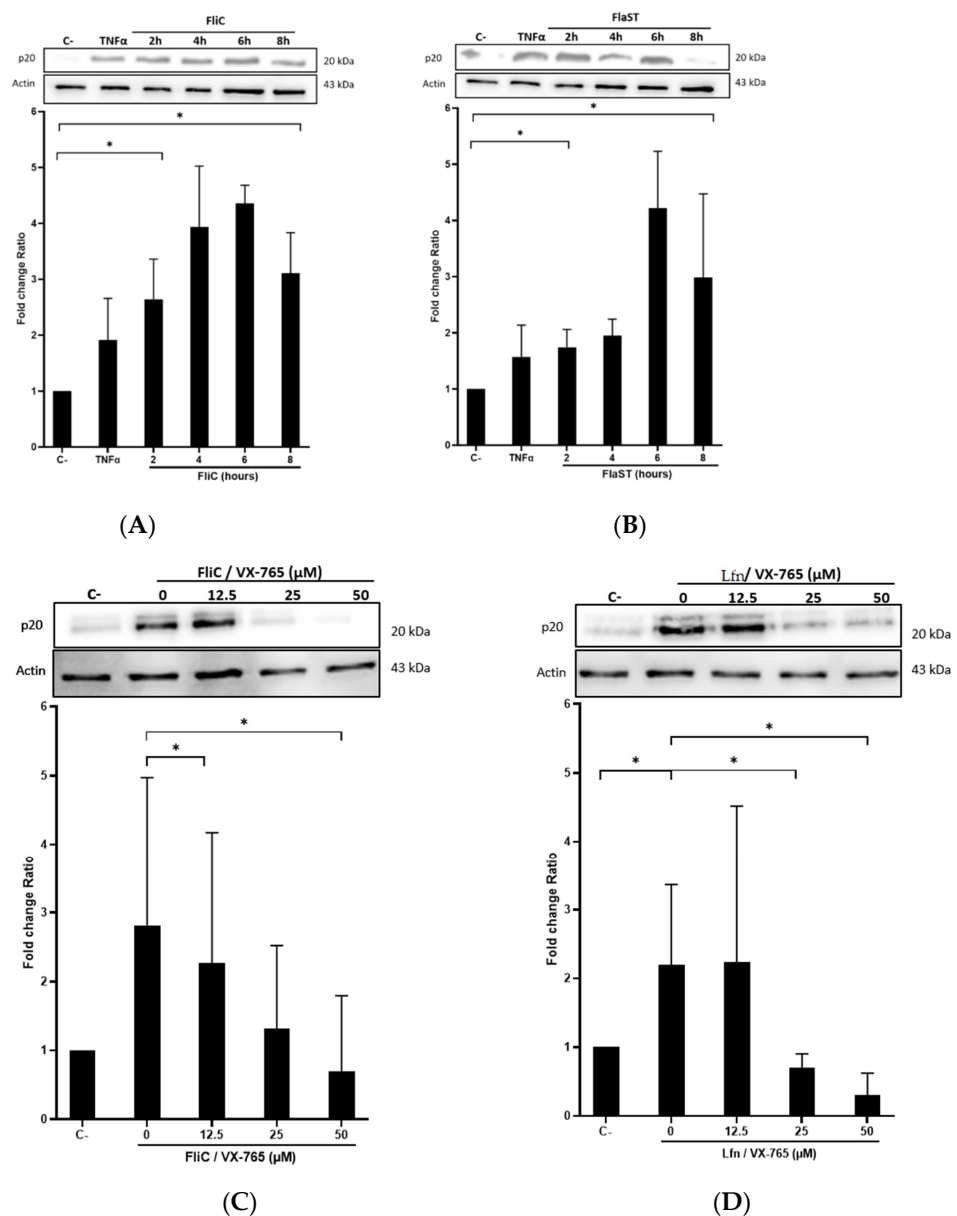 FliC
C- TNFα 2h 4h 6h 8h
p20 20 kDa
Actin 43 kDa
*
*
Fold change Ratio
6
5
4
3
2
1
0
C- TNFα 2 4 6 8
FliC (hours)
(A)
FlaST
C- TNFα 2h 4h 6h 8h
p20 20 kDa
Actin 43 kDa
*
*
Fold change Ratio
6
5
4
3
2
1
0
C- TNFα 2 4 6 8
FlaST (hours)
(B)
FliC / VX-765 (μM)
C- 0 12.5 25 50
p20 20 kDa
Actin 43 kDa
*
*
Fold change Ratio
6
5
4
3
2
1
0
C- 0 12.5 25 50
FliC / VX-765 (μM)
(C)
Lfn/ VX-765 (μM)
C- 0 12.5 25 50
p20 20 kDa
Actin 43 kDa
*
* *
Fold change Ratio
6
5
4
3
2
1
0
C- 0 12.5 25 50
Lfn / VX-765 (μM)
(D)